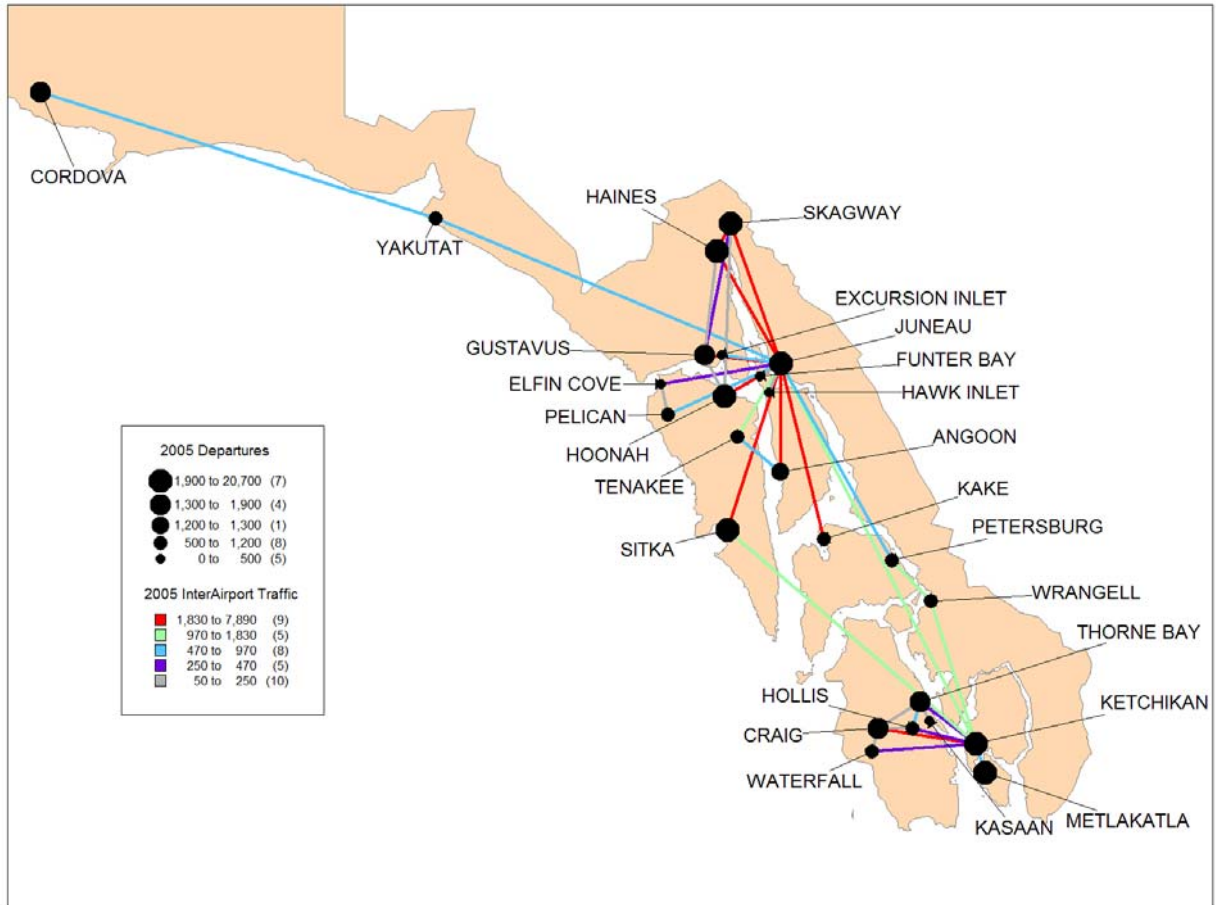 CORDOVA
YAKUTAT
HAINES
SKAGWAY
EXCURSION INLET
JUNEAU
GUSTAVUS
FUNTER BAY
ELFIN COVE
HAWK INLET
PELICAN
HOONAH
ANGOON
TENAKEE
KAKE
SITKA
PETERSBURG
WRANGELL
THORNE BAY
HOLLIS
KETCHIKAN
CRAIG
WATERFALL
KASAAN
METLAKATLA
2005 Departures
1,900 to 20,700 (7)
1,300 to 1,900 (4)
1,200 to 1,300 (1)
500 to 1,200 (8)
0 to 500 (5)
2005 InterAirport Traffic
1,830 to 7,890 (9)
970 to 1,830 (5)
470 to 970 (8)
250 to 470 (5)
50 to 250 (10)